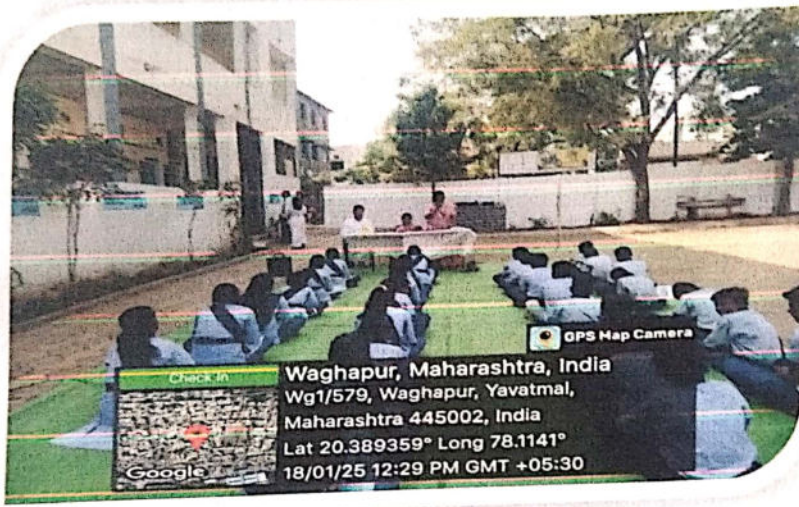 GPS Map Camera
Check In
Waghapur, Maharashtra, India
Wg1/579, Waghapur, Yavatmal,
Maharashtra 445002, India
Lat 20.389359° Long 78.1141°
18/01/25 12:29 PM GMT +05:30
Google